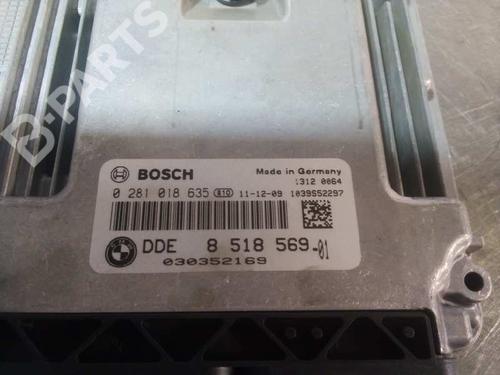 B-PARTS
BOSCH
Made in Germany
0 281 018 635 810 11-12-09
1312 0064
1039S52297
DDE 8 518 569-01
030352169